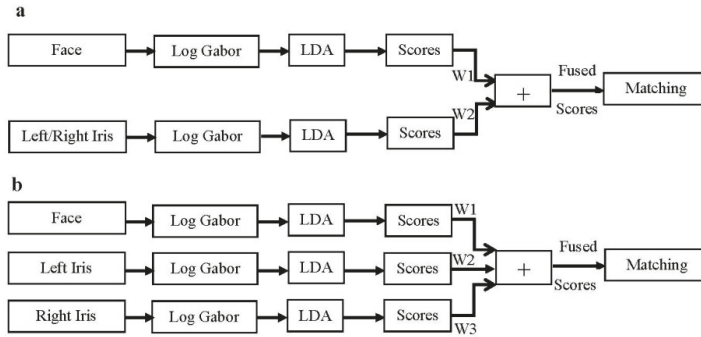 a
Face Log Gabor LDA Scores W1 Fused
+ Matching
Left/Right Iris Log Gabor LDA Scores W2 Scores
b
Face Log Gabor LDA Scores W1
Left Iris Log Gabor LDA Scores W2 + Fused Matching
Scores
Right Iris Log Gabor LDA Scores W3